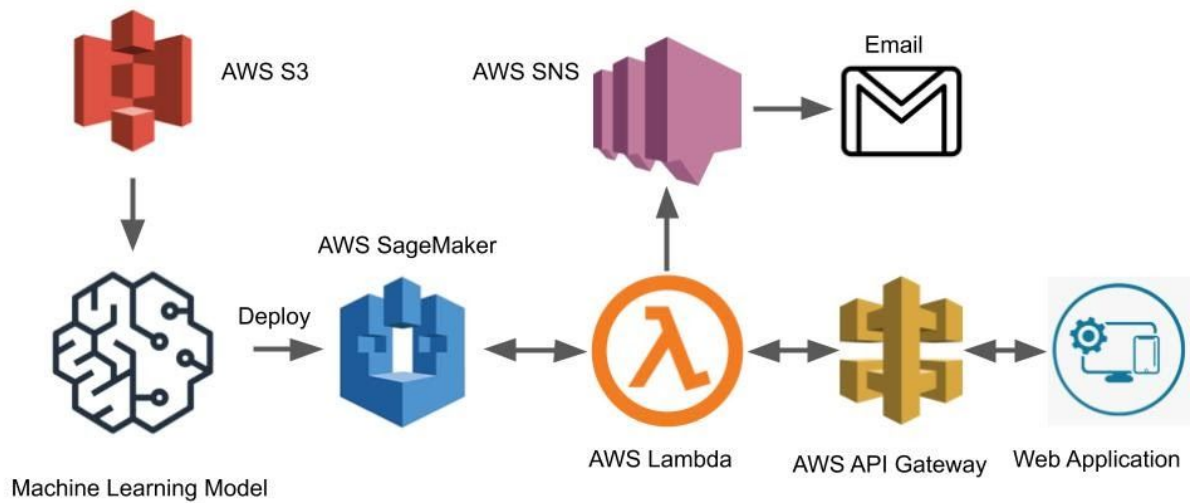 AWS S3
AWS SNS
Email
AWS SageMaker
Deploy
AWS Lambda
AWS API Gateway
Web Application
Machine Learning Model